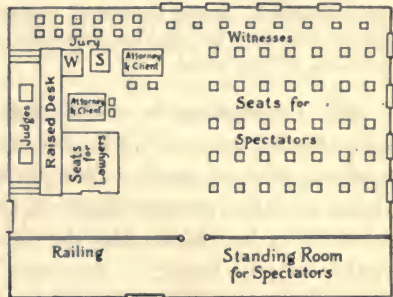 Jury
Witnesses
W
S
Attorney
& Client
Judges
Raised Desk
Attorney
& Client
Seats for
Lawyers
Seats for
Spectators
Railing
Standing Room
for Spectators